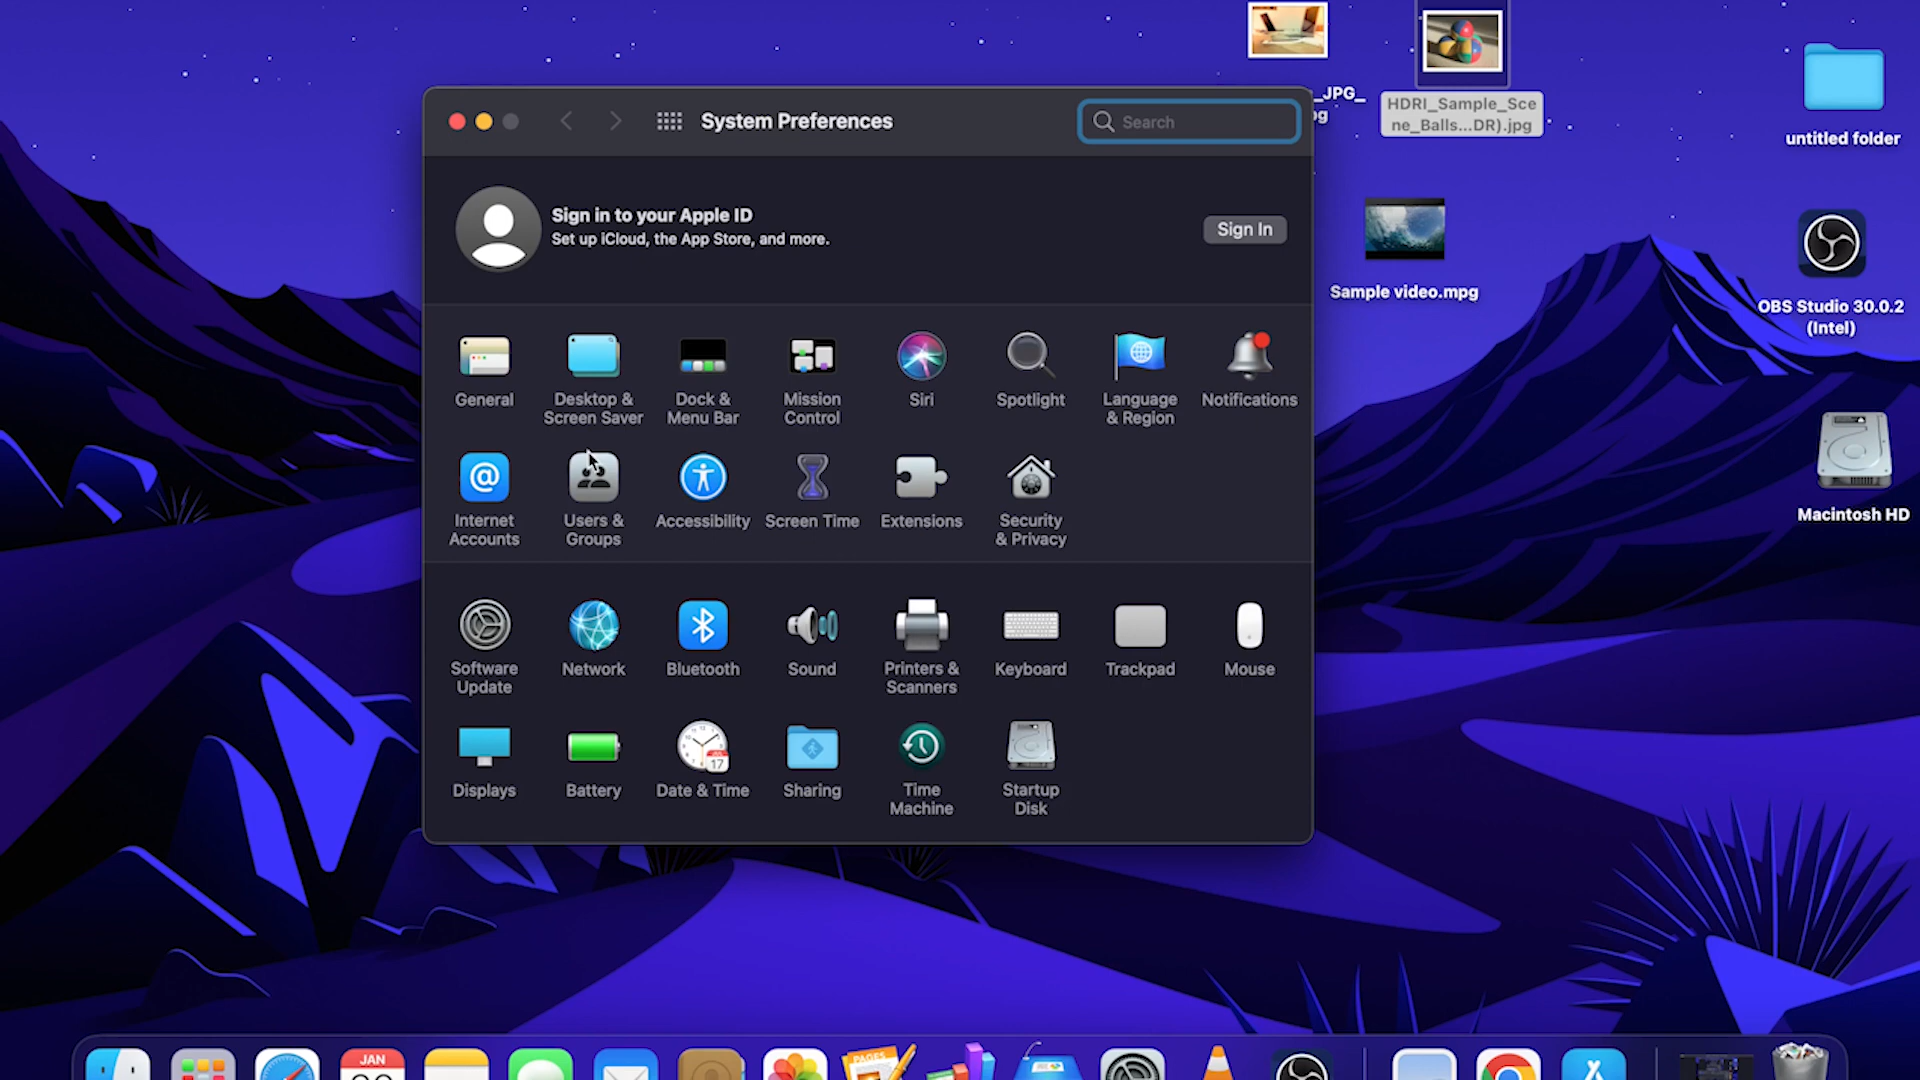 System Preferences
Search
Sign in to your Apple ID
Set up iCloud, the App Store, and more.
Sign In
General
Desktop &
Screen Saver
Dock &
Menu Bar
Mission
Control
Siri
Spotlight
Language
& Region
Notifications
Internet
Accounts
Users &
Groups
Accessibility
Screen Time
Extensions
Security
& Privacy
Software
Update
Network
Bluetooth
Sound
Printers &
Scanners
Keyboard
Trackpad
Mouse
Displays
Battery
17
Date & Time
Sharing
Time
Machine
Startup
Disk
_JPG_
pg
HDRI_Sample_Sce
ne_Balls...DR).jpg
untitled folder
Sample video.mpg
OBS Studio 30.0.2
(Intel)
Macintosh HD
JAN
PAGES